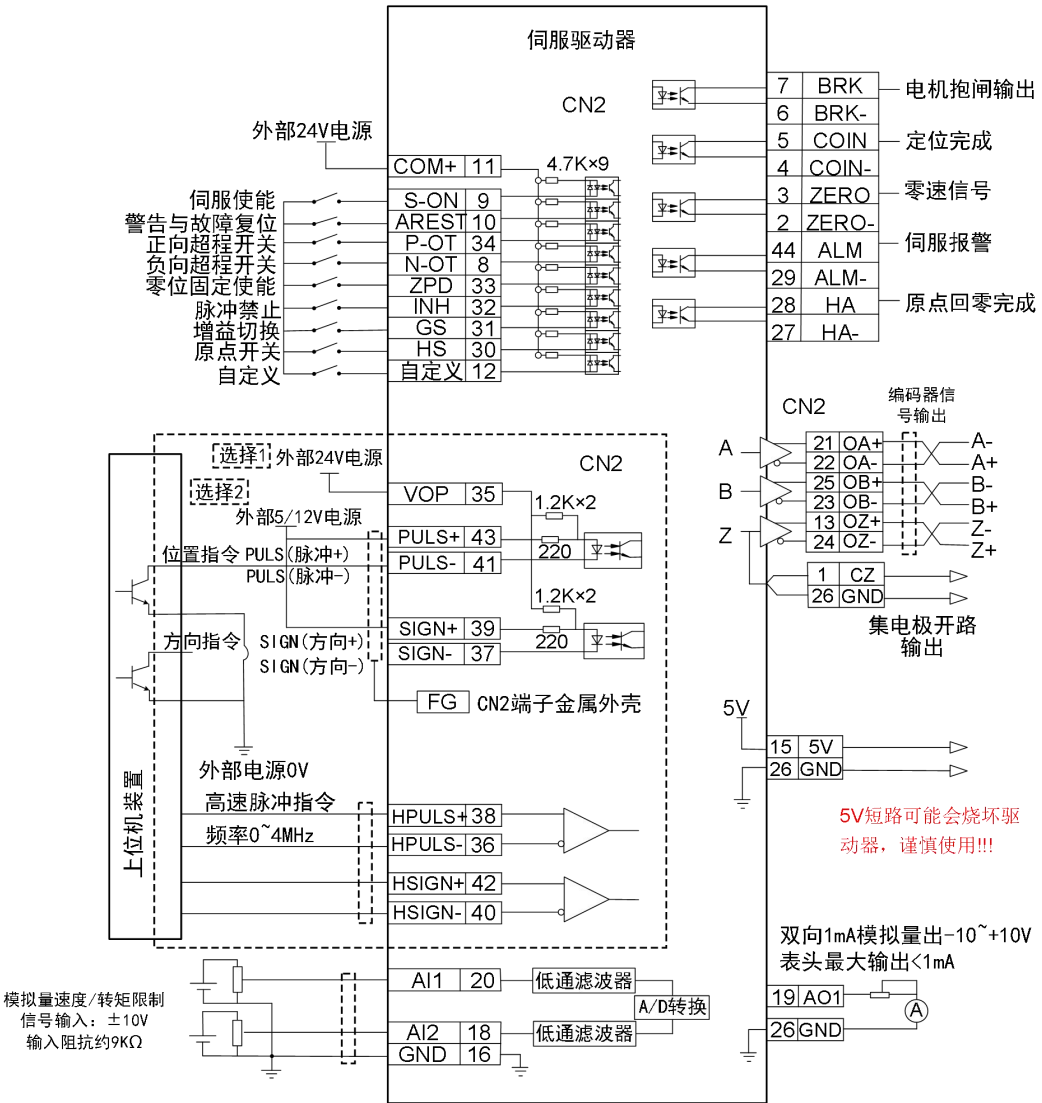 伺服驱动器
CN2
外部24V电源
COM+ 11
4.7K×9
伺服使能 S-ON 9
警告与故障复位 AREST 10
正向超程开关 P-OT 34
负向超程开关 N-OT 8
零位固定使能 ZPD 33
脉冲禁止 INH 32
增益切换 GS 31
原点开关 HS 30
自定义 自定义 12
7 BRK 电机抱闸输出
6 BRK-
5 COIN 定位完成
4 COIN-
3 ZERO 零速信号
2 ZERO-
44 ALM 伺服报警
29 ALM-
28 HA 原点回零完成
27 HA-
CN2
编码器信
号输出
A 21 OA+ A-
22 OA- A+
B 25 OB+ B-
23 OB- B+
Z 13 OZ+ Z-
24 OZ- Z+
1 CZ
26 GND
集电极开路
输出
选择1 外部24V电源
CN2
选择2
VOP 35
1.2K×2
外部5/12V电源
PULS+ 43
220
位置指令 PULS(脉冲+)
PULS- 41
PULS(脉冲-)
1.2K×2
SIGN+ 39
220
方向指令 SIGN(方向+)
SIGN- 37
SIGN(方向-)
FG CN2端子金属外壳
外部电源0V
上位机装置
高速脉冲指令
HPULS+ 38
频率0~4MHz
HPULS- 36
HSIGN+ 42
HSIGN- 40
5V
15 5V
26 GND
5V短路可能会烧坏驱
动器，谨慎使用!!!
双向1mA模拟量出-10~+10V
表头最大输出<1mA
19 AO1
A
26 GND
模拟量速度/转矩限制
信号输入：±10V
输入阻抗约9KΩ
AI1 20 低通滤波器
A/D转换
AI2 18 低通滤波器
GND 16